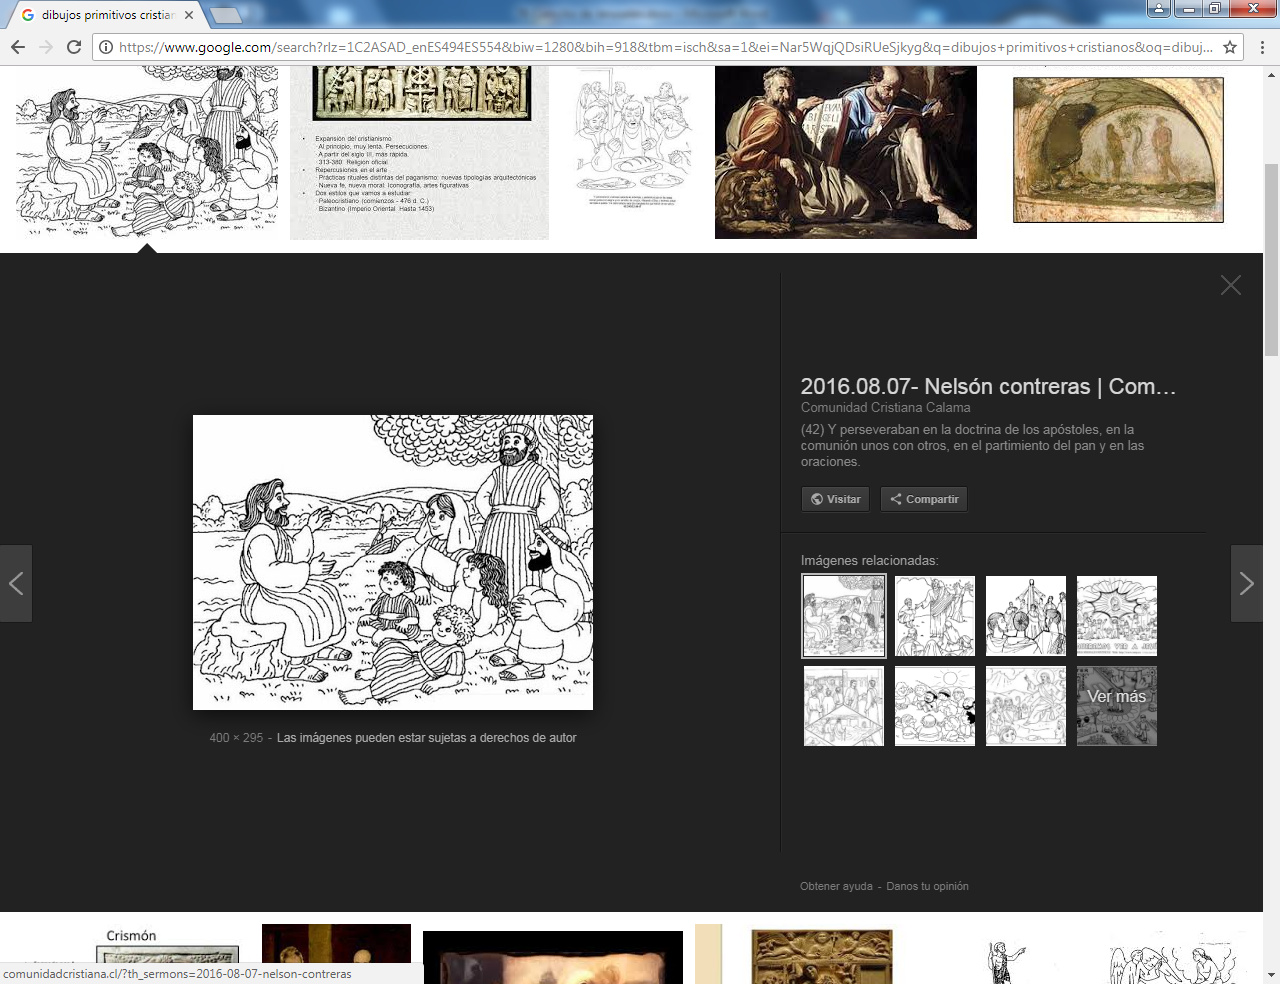 dibujos primitivos cristian
https://www.google.com/search?rlz=1C2ASAD_enES494ES554&biw=1280&bih=918&tbm=isch&sa=1&ei=Nar5WqjQDsiRUeSjkyg&q=dibujos+primitivos+cristianos&oq=dibuj...
• Expansión del cristianismo
Al principio, muy lenta. Persecuciones.
A partir del siglo III, más rápida.
313-380 Religión oficial
• Repercusiones en el arte
Prácticas rituales distintas del paganismo: nuevas tipologías arquitectónicas
Nueva fe, nueva moral. Iconografía, artes figurativas
• Dos estilos que vamos a estudiar:
Paleocristiano (comienzos - 476 d. C.)
Bizantino (Imperio Oriental. Hasta 1453)
2016.08.07- Nelsón contreras | Com...
Comunidad Cristiana Calama
(42) Y perseveraban en la doctrina de los apóstoles, en la
comunión unos con otros, en el partimiento del pan y en las
oraciones.
Visitar Compartir
Imágenes relacionadas:
QUEREMOS VER A JESÚS
Ver más
400 × 295 - Las imágenes pueden estar sujetas a derechos de autor
Obtener ayuda - Danos tu opinión
Crismón
comunidadcristiana.cl/?th_sermons=2016-08-07-nelson-contreras